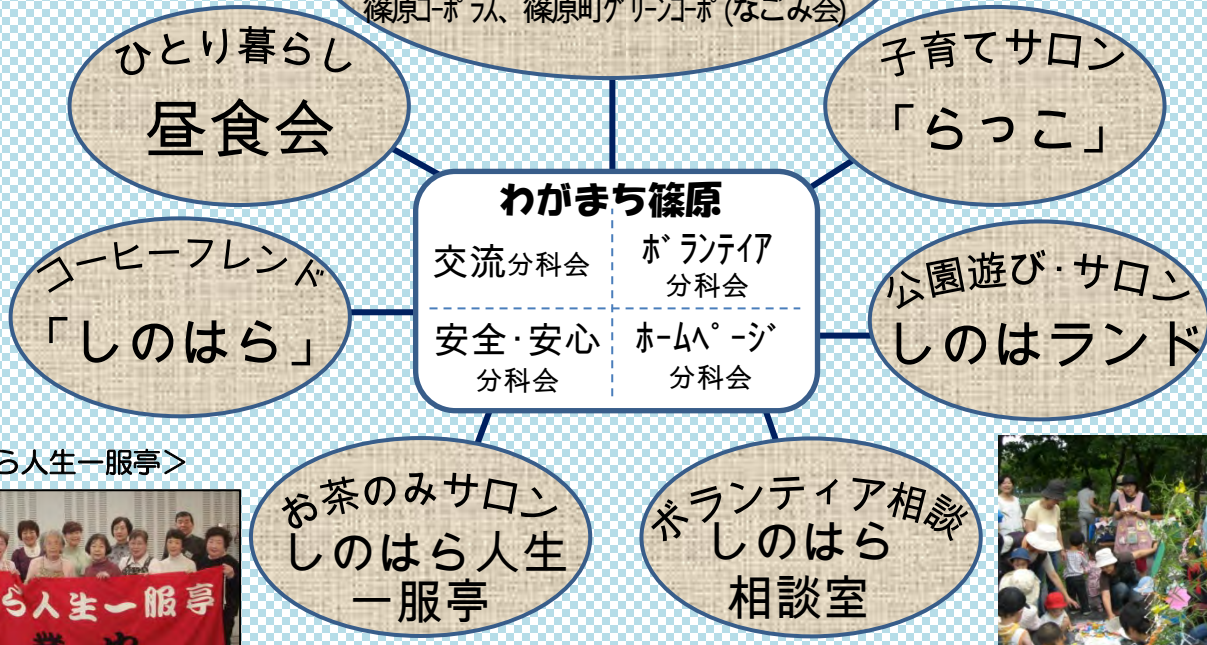 篠原ｺｰﾎﾟﾗｽ、篠原町ｸﾞﾘｰﾝｺｰﾎﾟ(なごみ会)
ひとり暮らし
昼食会
子育てサロン
「らっこ」
わがまち篠原
交流分科会
ﾎﾞﾗﾝﾃｨｱ
分科会
安全･安心
分科会
ﾎｰﾑﾍﾟｰｼﾞ
分科会
コーヒーフレンド
「しのはら」
公園遊び･サロン
しのはランド
お茶のみサロン
しのはら人生
一服亭
ボランティア相談
しのはら
相談室
ら人生一服亭＞
ら人生一服亭